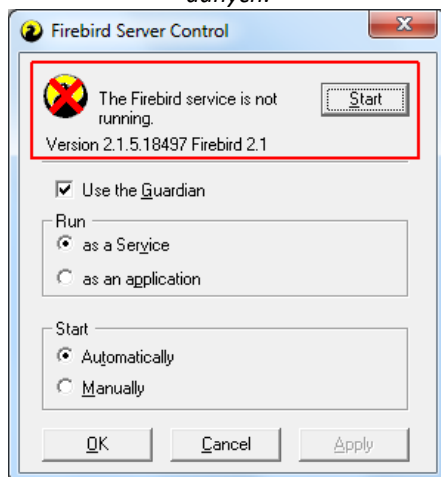 Firebird Server Control
The Firebird service is not
running.
Start
Version 2.1.5.18497 Firebird 2.1
Use the Guardian
Run
as a Service
as an application
Start
Automatically
Manually
OK
Cancel
Apply